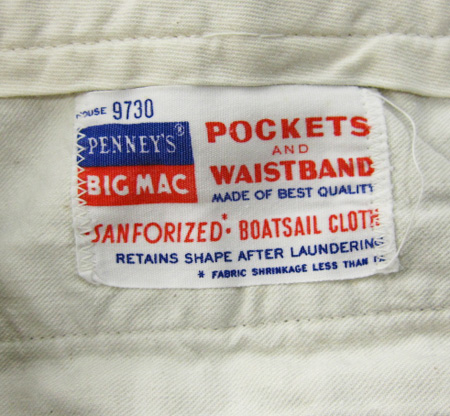 9730
PENNEY'S®
BIG MAC
POCKETS
AND
WAISTBAND
MADE OF BEST QUALITY
SANFORIZED* BOATSAIL CLOTH
RETAINS SHAPE AFTER LAUNDERING
* FABRIC SHRINKAGE LESS THAN